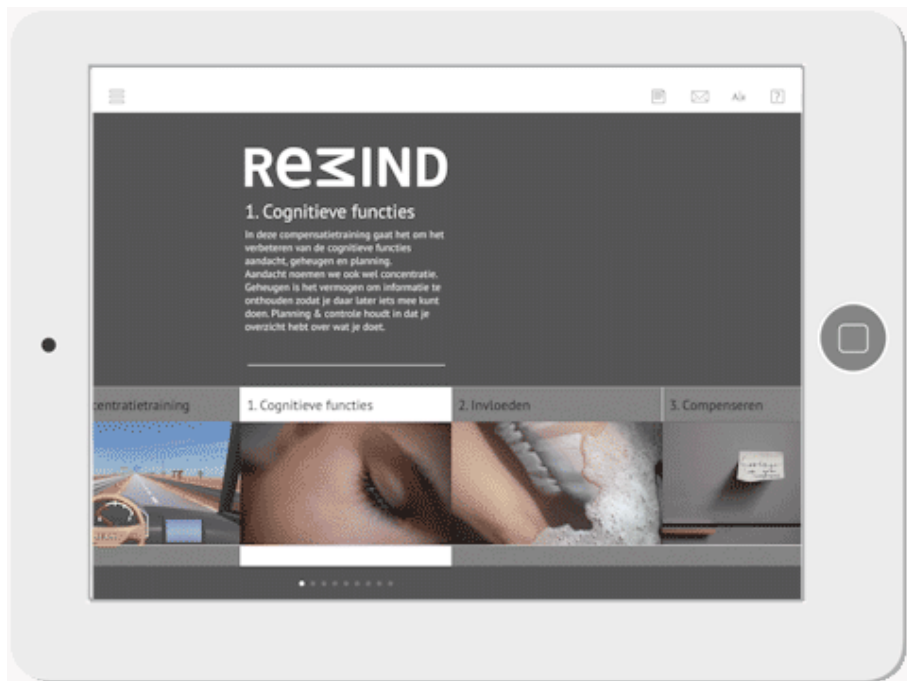 ReMIND
1. Cognitieve functies
In deze compensatietraining gaat het om het
verbeteren van de cognitieve functies
aandacht, geheugen en planning.
Aandacht noemen we ook wel concentratie.
Geheugen is het vermogen om informatie te
onthouden zodat je daar later iets mee kunt
doen. Planning & controle houdt in dat je
overzicht hebt over wat je doet.
centratietraining
1. Cognitieve functies
2. Invloeden
3. Compenseren